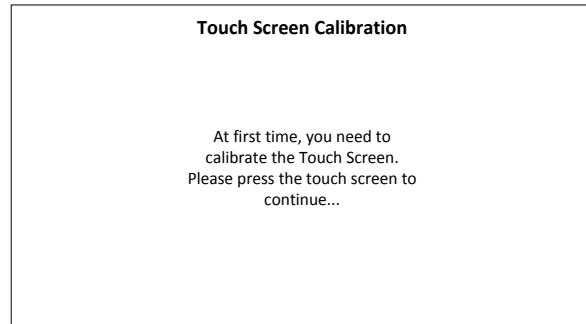 Touch Screen Calibration
At first time, you need to
calibrate the Touch Screen.
Please press the touch screen to
continue...